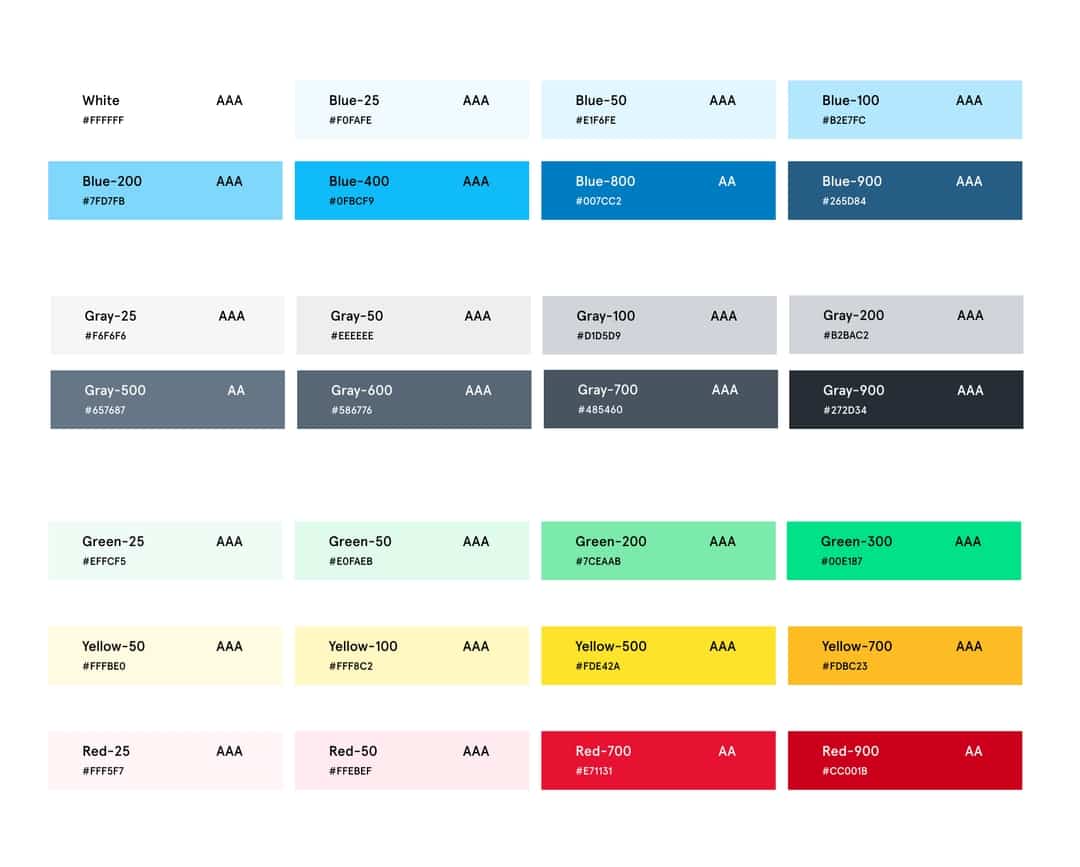 White AAA
#FFFFFF
Blue-25 AAA
#F0FAFE
Blue-50 AAA
#E1F6FE
Blue-100 AAA
#B2E7FC
Blue-200 AAA
#7FD7FB
Blue-400 AAA
#0FBCF9
Blue-800 AA
#007CC2
Blue-900 AAA
#265D84
Gray-25 AAA
#F6F6F6
Gray-50 AAA
#EEEEEE
Gray-100 AAA
#D1D5D9
Gray-200 AAA
#B2BAC2
Gray-500 AA
#657687
Gray-600 AAA
#586776
Gray-700 AAA
#485460
Gray-900 AAA
#272D34
Green-25 AAA
#EFFCF5
Green-50 AAA
#E0FAEB
Green-200 AAA
#7CEAAB
Green-300 AAA
#00E187
Yellow-50 AAA
#FFFBE0
Yellow-100 AAA
#FFF8C2
Yellow-500 AAA
#FDE42A
Yellow-700 AAA
#FDBC23
Red-25 AAA
#FFF5F7
Red-50 AAA
#FFEBEF
Red-700 AA
#E71131
Red-900 AA
#CC001B